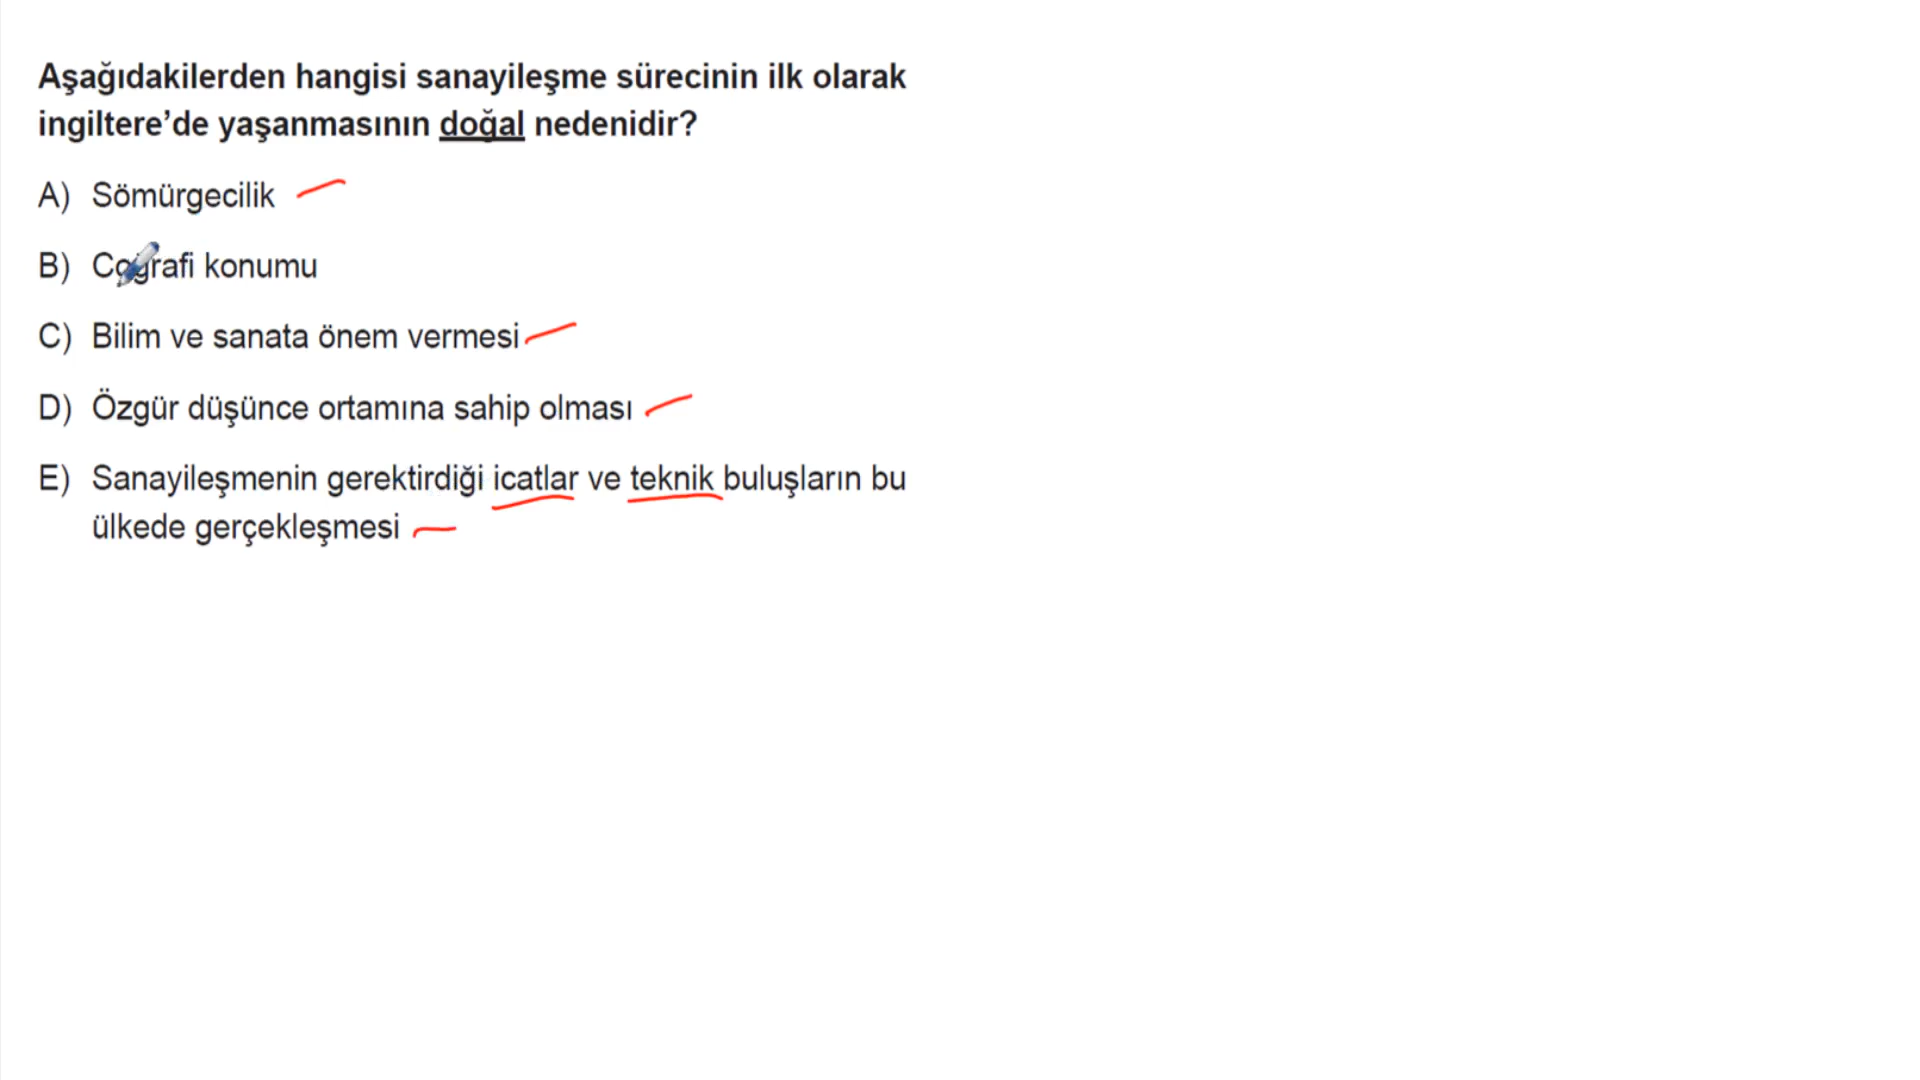 Aşağıdakilerden hangisi sanayileşme sürecinin ilk olarak
ingiltere’de yaşanmasının doğal nedenidir?
A) Sömürgecilik
B) Coğrafi konumu
C) Bilim ve sanata önem vermesi
D) Özgür düşünce ortamına sahip olması
E) Sanayileşmenin gerektirdiği icatlar ve teknik buluşların bu
ülkede gerçekleşmesi